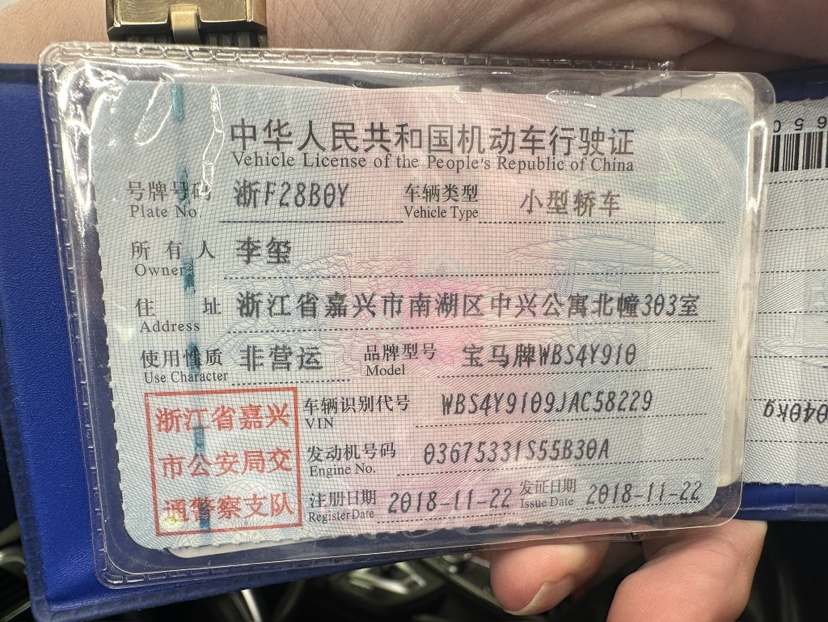 中华人民共和国机动车行驶证
Vehicle License of the People's Republic of China
号牌号码 浙F28B0Y 车辆类型 小型轿车
Plate No. Vehicle Type
所有人 李玺
Owner
住址 浙江省嘉兴市南湖区中兴公寓北幢303室
Address
使用性质 非营运 品牌型号 宝马牌WBS4Y910
Use Character Model
浙江省嘉兴
市公安局交
通警察支队
车辆识别代号 WBS4Y9109JAC58229
VIN
发动机号码 03675331S55B30A
Engine No.
注册日期 2018-11-22 发证日期 2018-11-22
Register Date Issue Date